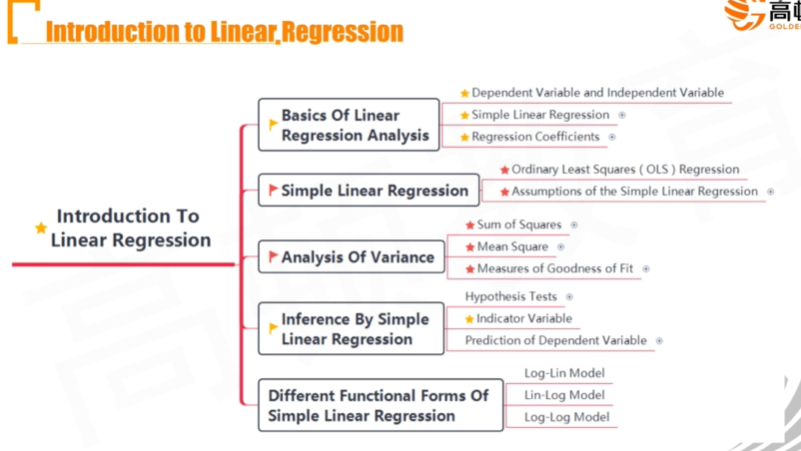 Introduction to Linear Regression
GOLDEN
Dependent Variable and Independent Variable
Basics Of Linear
Regression Analysis
Simple Linear Regression
Regression Coefficients
Ordinary Least Squares ( OLS ) Regression
Simple Linear Regression
Assumptions of the Simple Linear Regression
Introduction To
Linear Regression
Sum of Squares
Analysis Of Variance
Mean Square
Measures of Goodness of Fit
Hypothesis Tests
Inference By Simple
Linear Regression
Indicator Variable
Prediction of Dependent Variable
Log-Lin Model
Different Functional Forms Of
Simple Linear Regression
Lin-Log Model
Log-Log Model